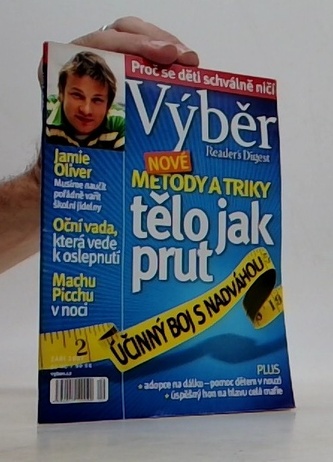 Proč se děti schválně ničí
Výběr
Reader's Digest
Jamie
Oliver
Musíme naučit
pořádně vařit
školní jídelny
Oční vada,
která vede
k oslepnutí
Machu
Picchu
v noci
NOVÉ
METODY A TRIKY
tělo jak
prut
ÚČINNÝ BOJ S NADVÁHOU
2
PLUS
• adopce na dálku – pomoc dětem v nouzi
• úspěšný hon na hlavu celé mafie